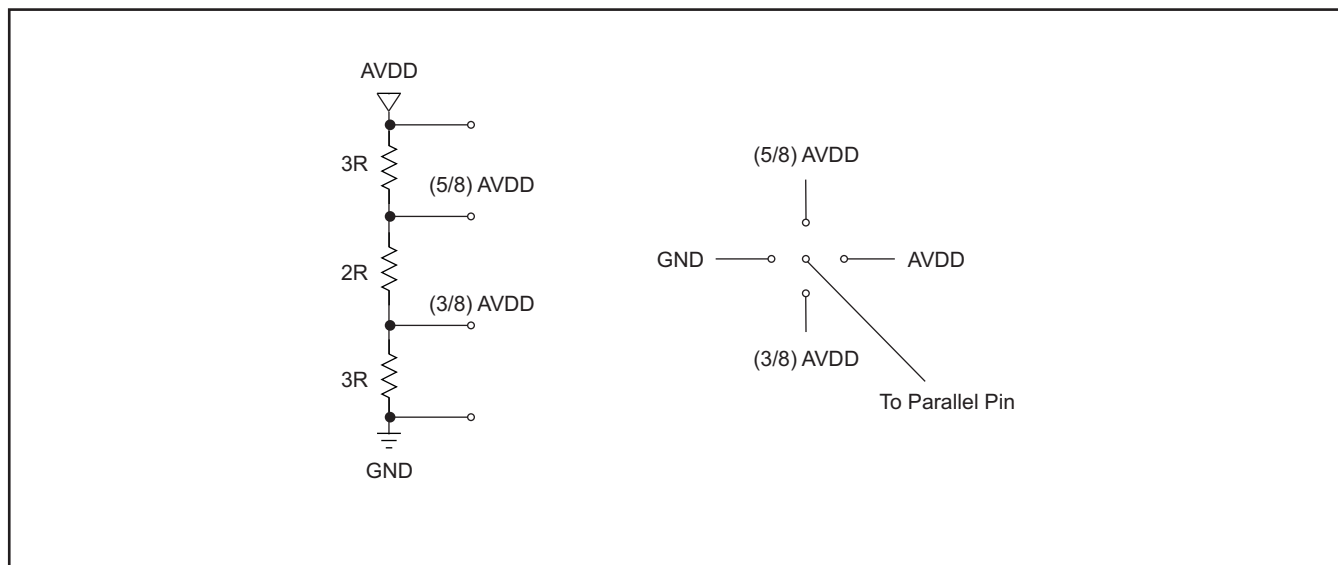 AVDD
3R
(5/8) AVDD
2R
(3/8) AVDD
3R
GND
(5/8) AVDD
GND
AVDD
(3/8) AVDD
To Parallel Pin